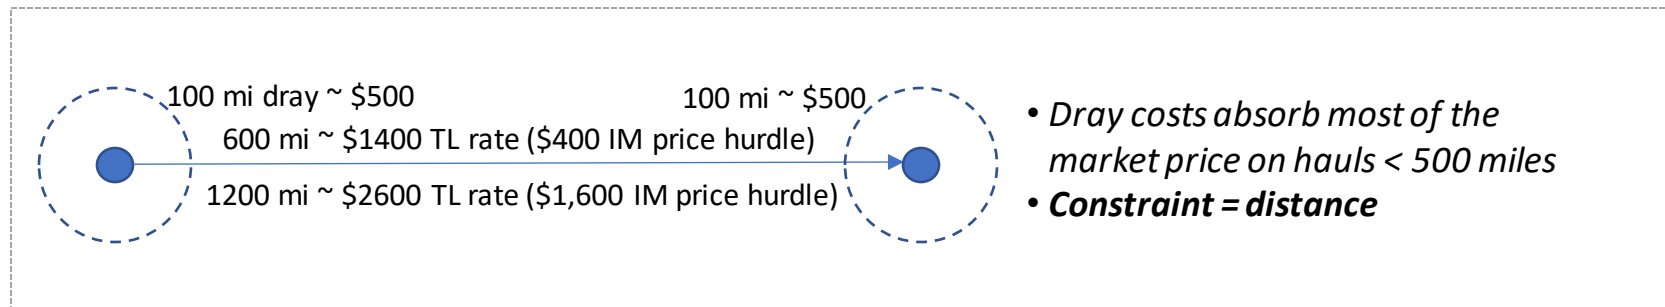 100 mi dray ~ $500
100 mi ~ $500
600 mi ~ $1400 TL rate ($400 IM price hurdle)
1200 mi ~ $2600 TL rate ($1,600 IM price hurdle)
• Dray costs absorb most of the
market price on hauls < 500 miles
• Constraint = distance